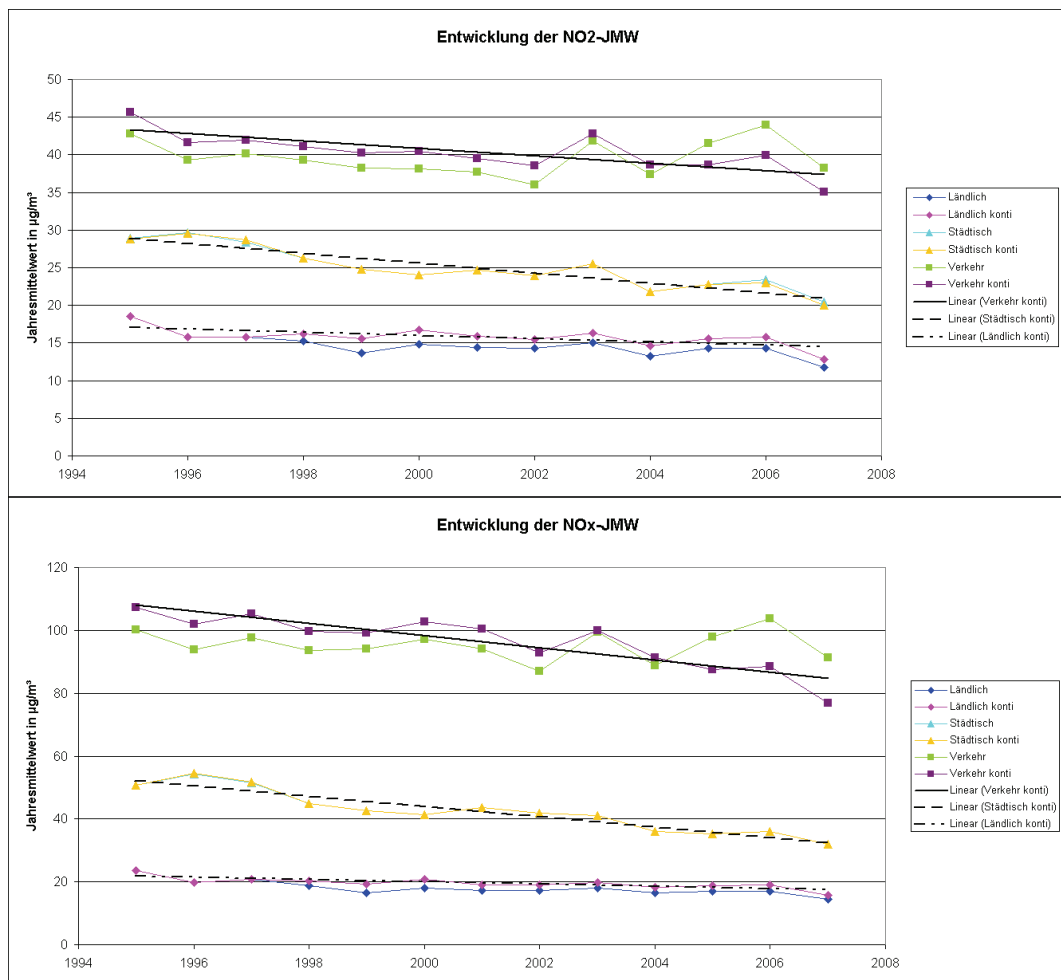 Entwicklung der NO2-JMW
Jahresmittelwert in µg/m³
50
45
40
35
30
25
20
15
10
5
0
1994 1996 1998 2000 2002 2004 2006 2008
Ländlich
Ländlich konti
Städtisch
Städtisch konti
Verkehr
Verkehr konti
Linear (Verkehr konti)
Linear (Städtisch konti)
Linear (Ländlich konti)
Entwicklung der NOx-JMW
Jahresmittelwert in µg/m³
120
100
80
60
40
20
0
1994 1996 1998 2000 2002 2004 2006 2008
Ländlich
Ländlich konti
Städtisch
Städtisch konti
Verkehr
Verkehr konti
Linear (Verkehr konti)
Linear (Städtisch konti)
Linear (Ländlich konti)